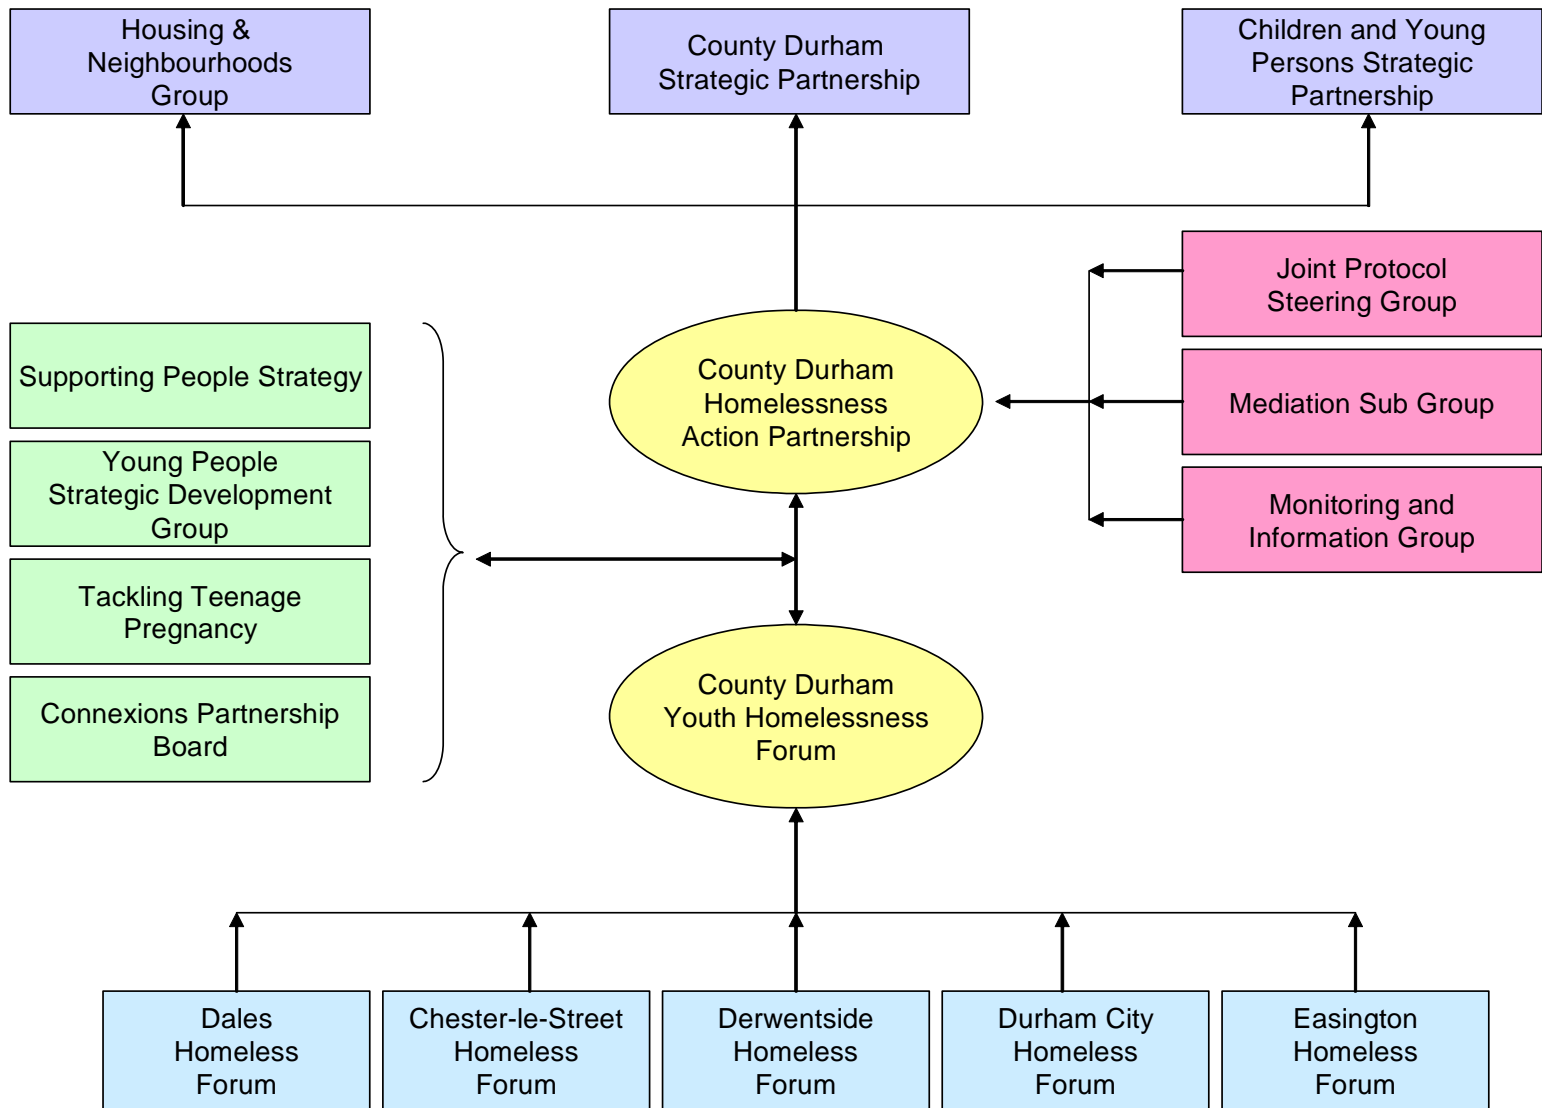 Housing &
Neighbourhoods
Group
County Durham
Strategic Partnership
Children and Young
Persons Strategic
Partnership
Joint Protocol
Steering Group
Supporting People Strategy
County Durham
Homelessness
Action Partnership
Mediation Sub Group
Young People
Strategic Development
Group
Monitoring and
Information Group
Tackling Teenage
Pregnancy
Connexions Partnership
Board
County Durham
Youth Homelessness
Forum
Dales
Homeless
Forum
Chester-le-Street
Homeless
Forum
Derwentside
Homeless
Forum
Durham City
Homeless
Forum
Easington
Homeless
Forum